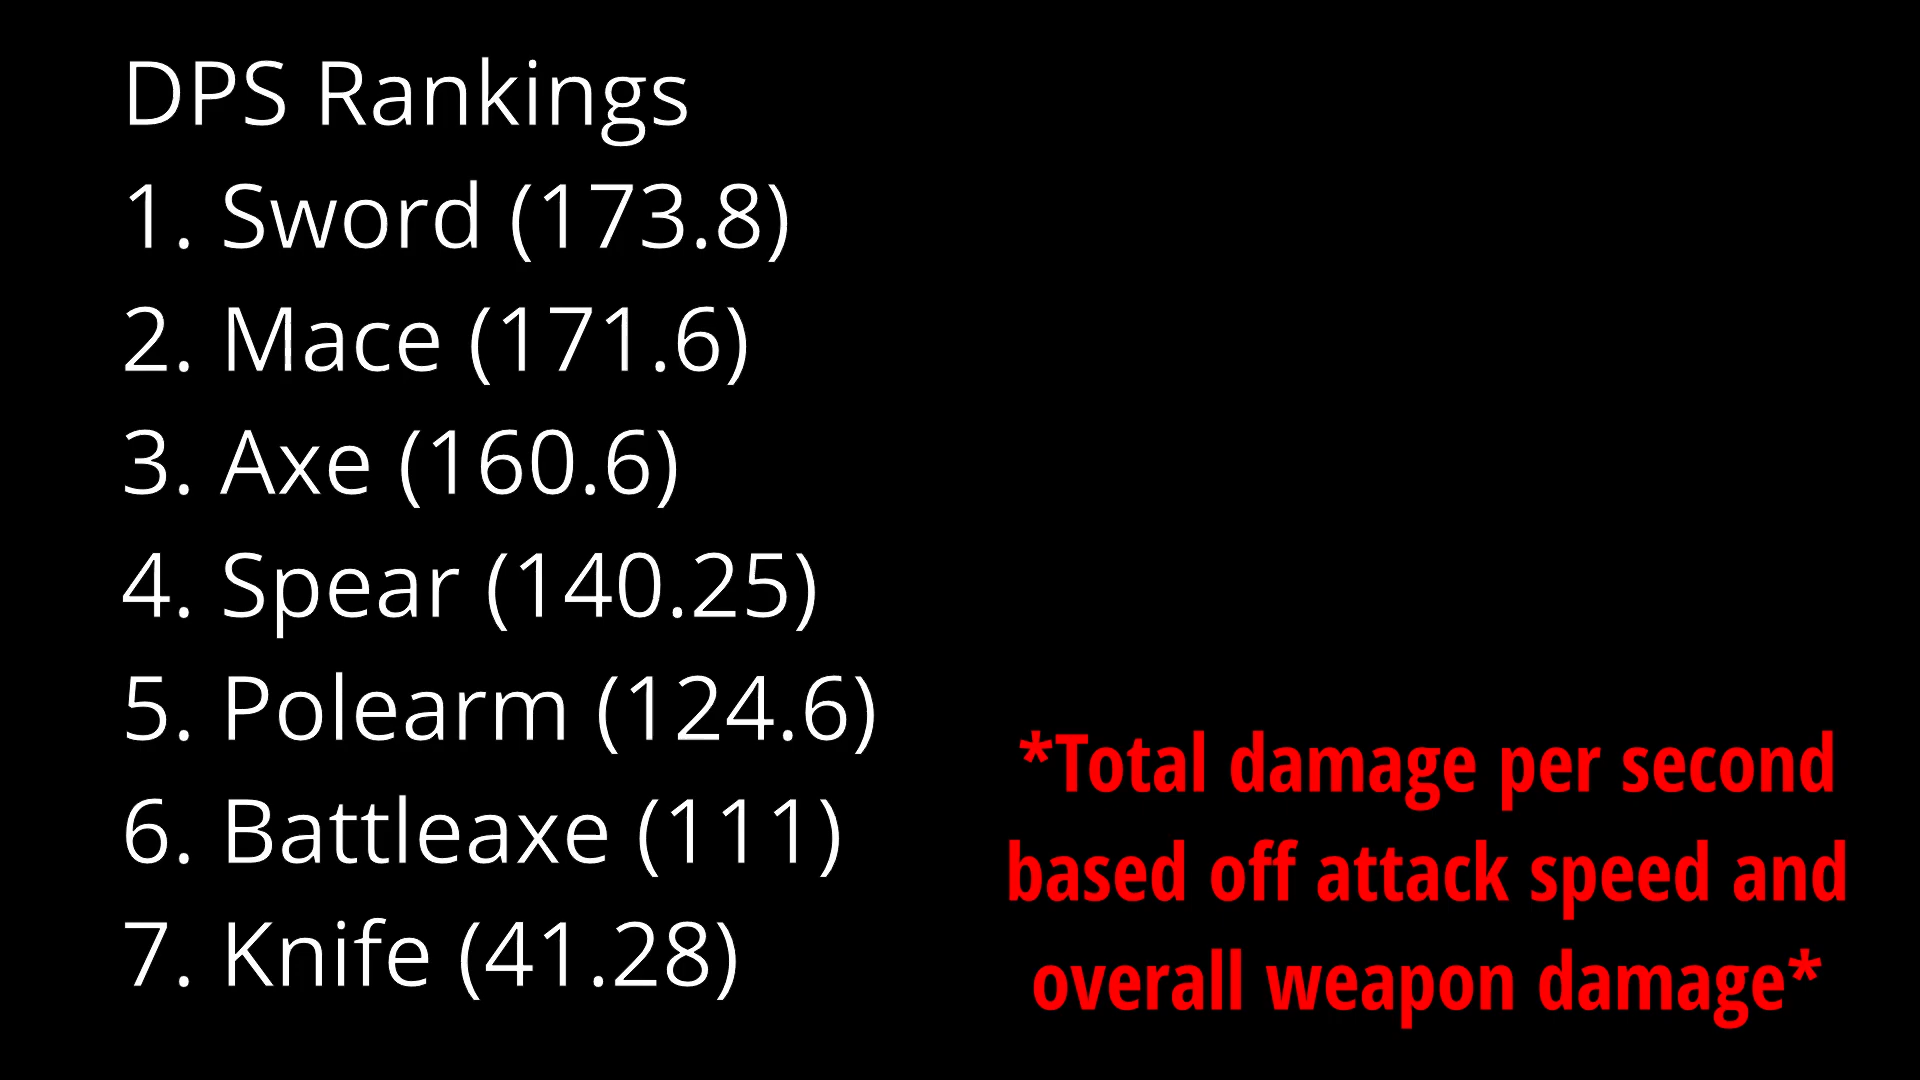 DPS Rankings
1. Sword (173.8)
2. Mace (171.6)
3. Axe (160.6)
4. Spear (140.25)
5. Polearm (124.6)
6. Battleaxe (111)
7. Knife (41.28)
*Total damage per second
based off attack speed and
overall weapon damage*